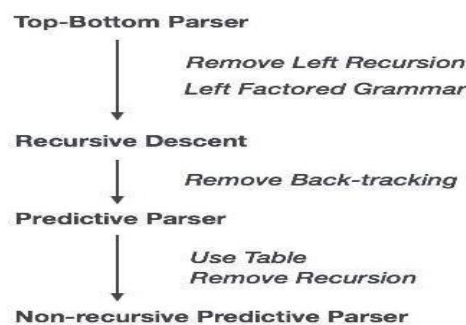 Top-Bottom Parser
Remove Left Recursion
Left Factored Grammar
Recursive Descent
Remove Back-tracking
Predictive Parser
Use Table
Remove Recursion
Non-recursive Predictive Parser